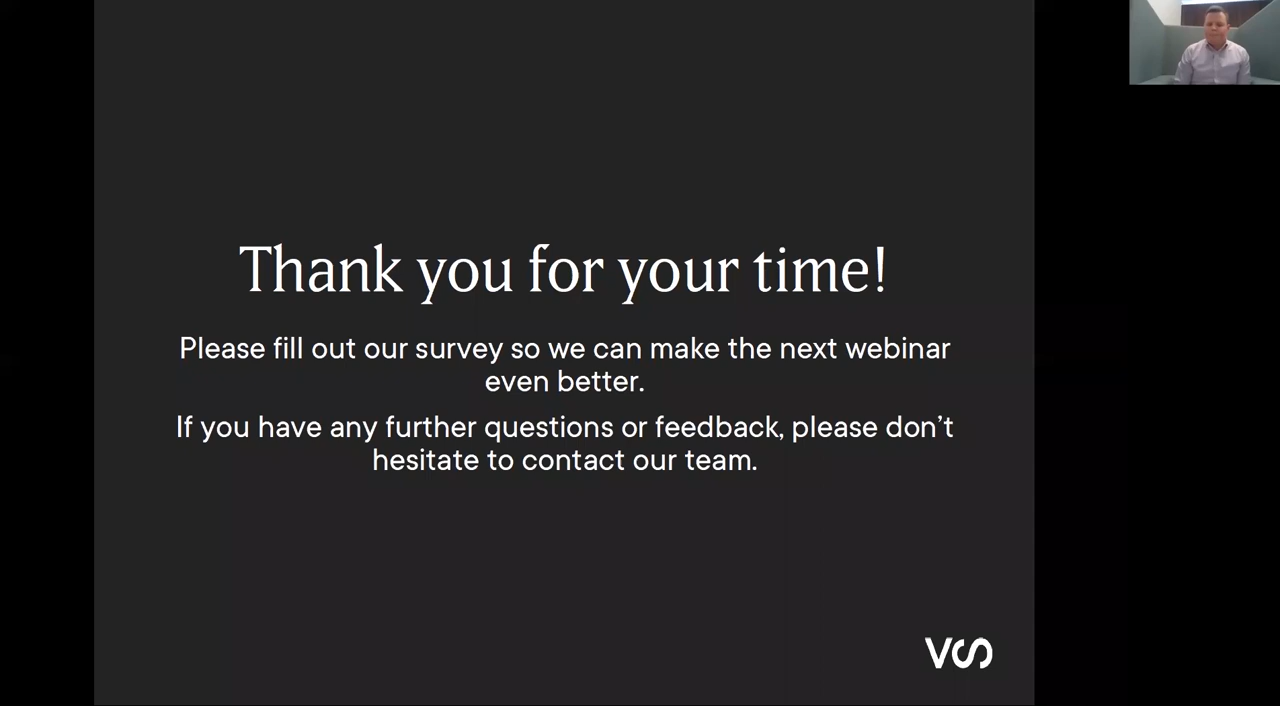 Thank you for your time!
Please fill out our survey so we can make the next webinar
even better.
If you have any further questions or feedback, please don’t
hesitate to contact our team.